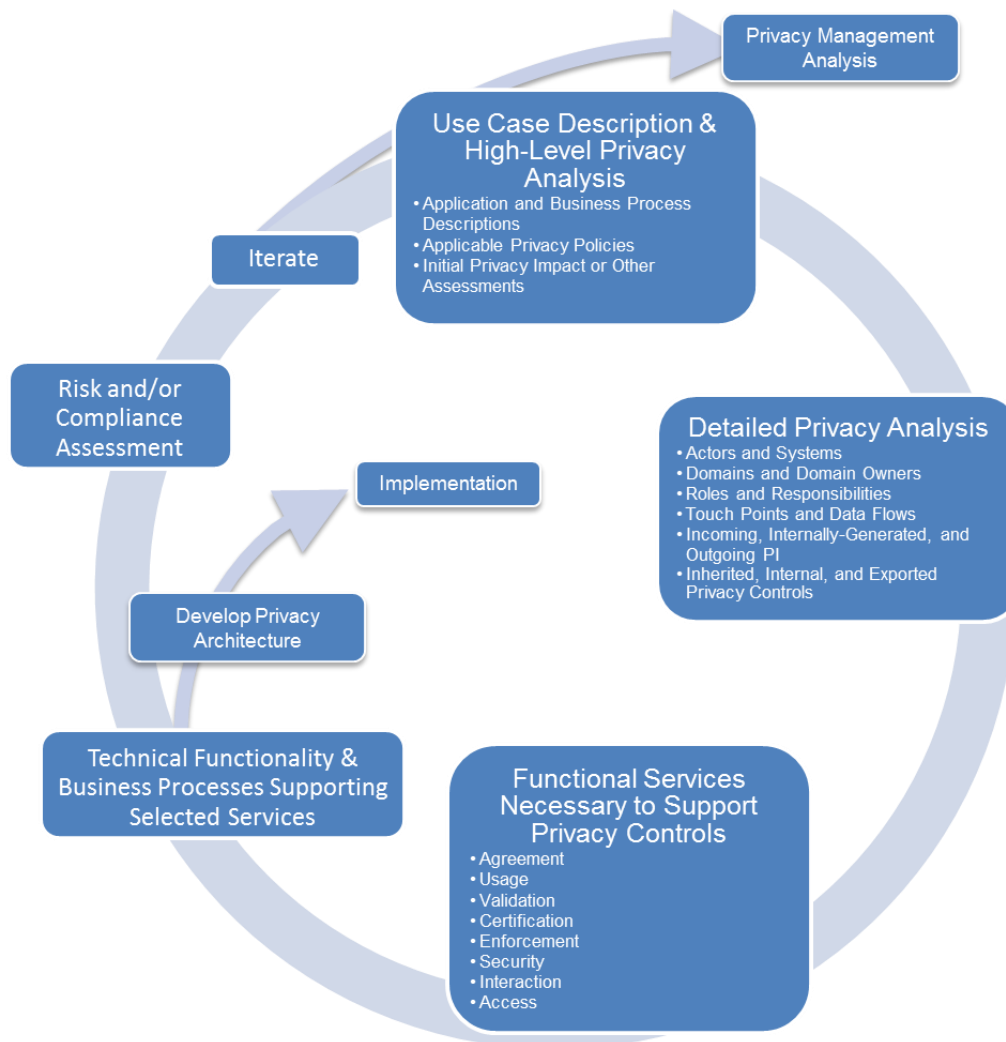 Privacy Management
Analysis
Use Case Description &
High-Level Privacy
Analysis
• Application and Business Process
Descriptions
• Applicable Privacy Policies
• Initial Privacy Impact or Other
Assessments
Iterate
Risk and/or
Compliance
Assessment
Detailed Privacy Analysis
• Actors and Systems
• Domains and Domain Owners
• Roles and Responsibilities
• Touch Points and Data Flows
• Incoming, Internally-Generated, and
Outgoing PI
• Inherited, Internal, and Exported
Privacy Controls
Implementation
Develop Privacy
Architecture
Technical Functionality &
Business Processes Supporting
Selected Services
Functional Services
Necessary to Support
Privacy Controls
• Agreement
• Usage
• Validation
• Certification
• Enforcement
• Security
• Interaction
• Access